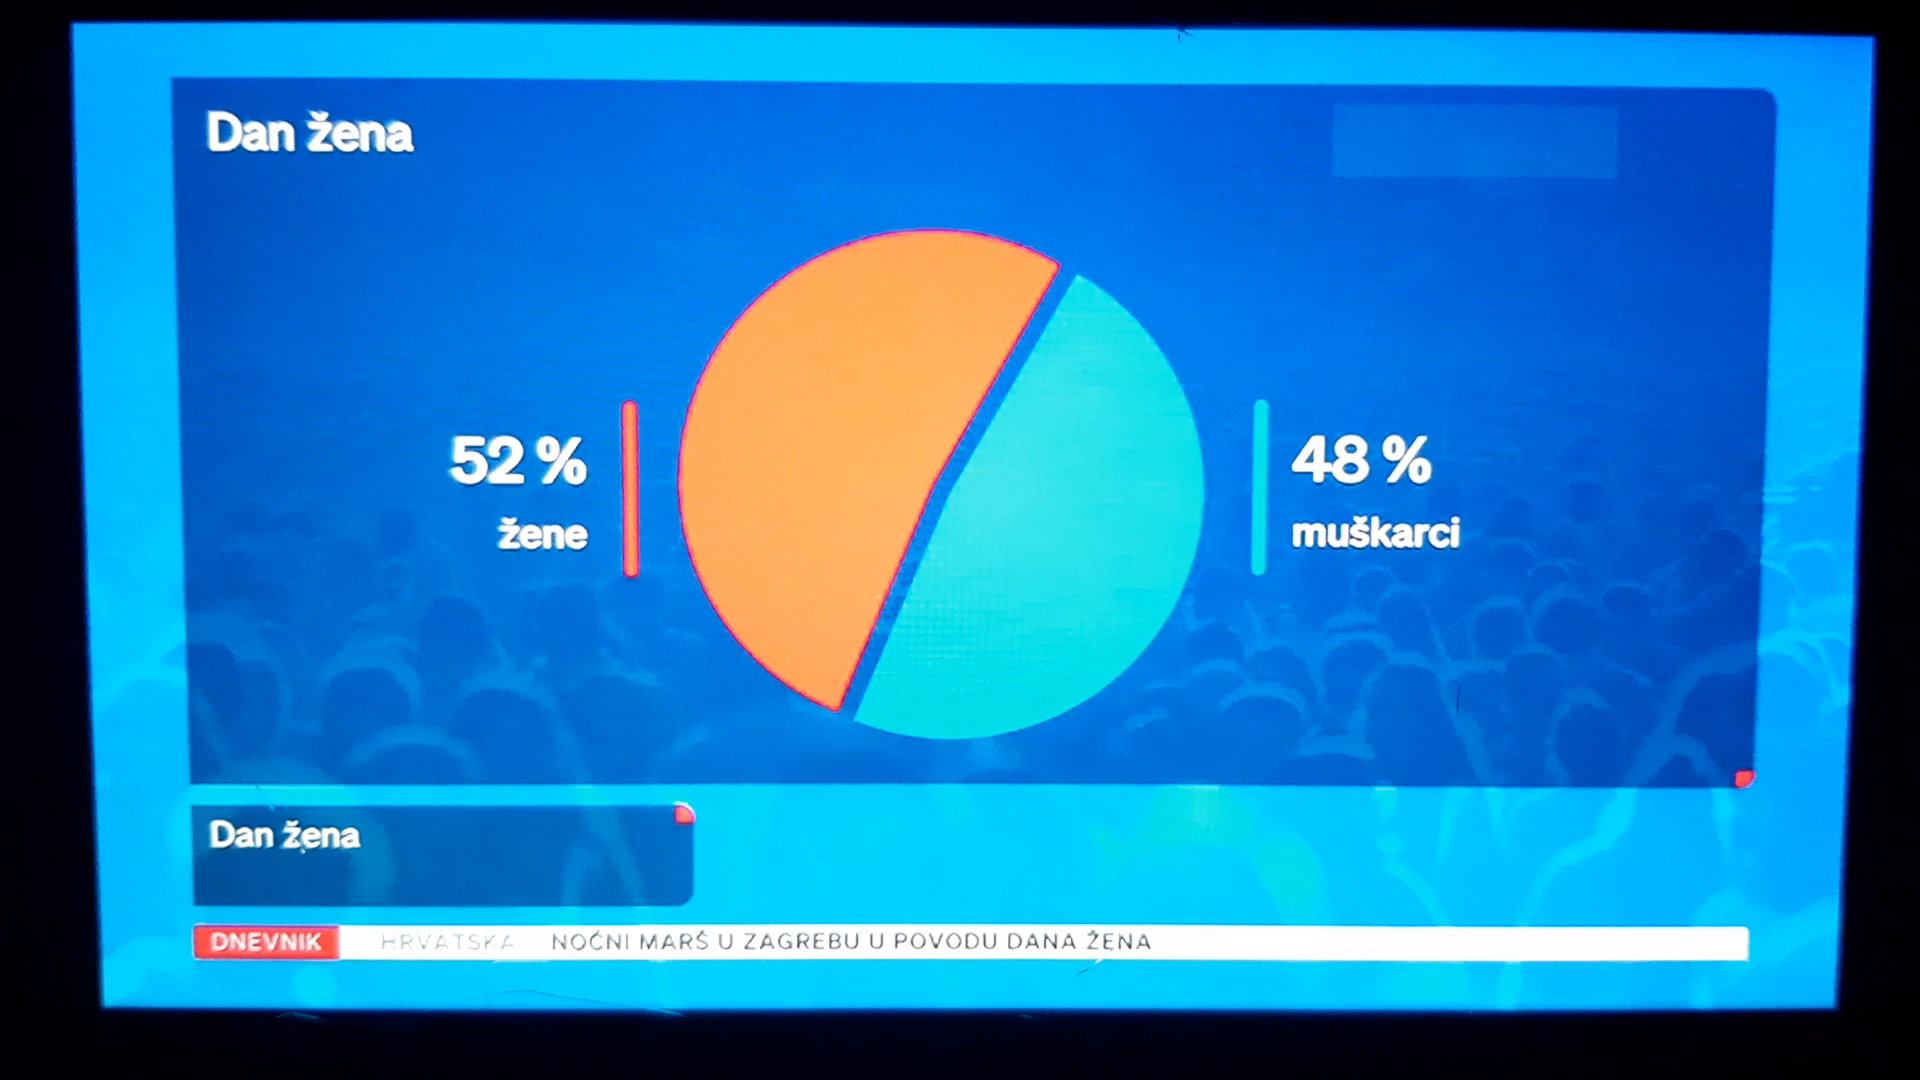 Dan žena
52 %
žene
48 %
muškarci
Dan žena
DNEVNIK HRVATSKA NOĆNI MARŠ U ZAGREBU U POVODU DANA ŽENA